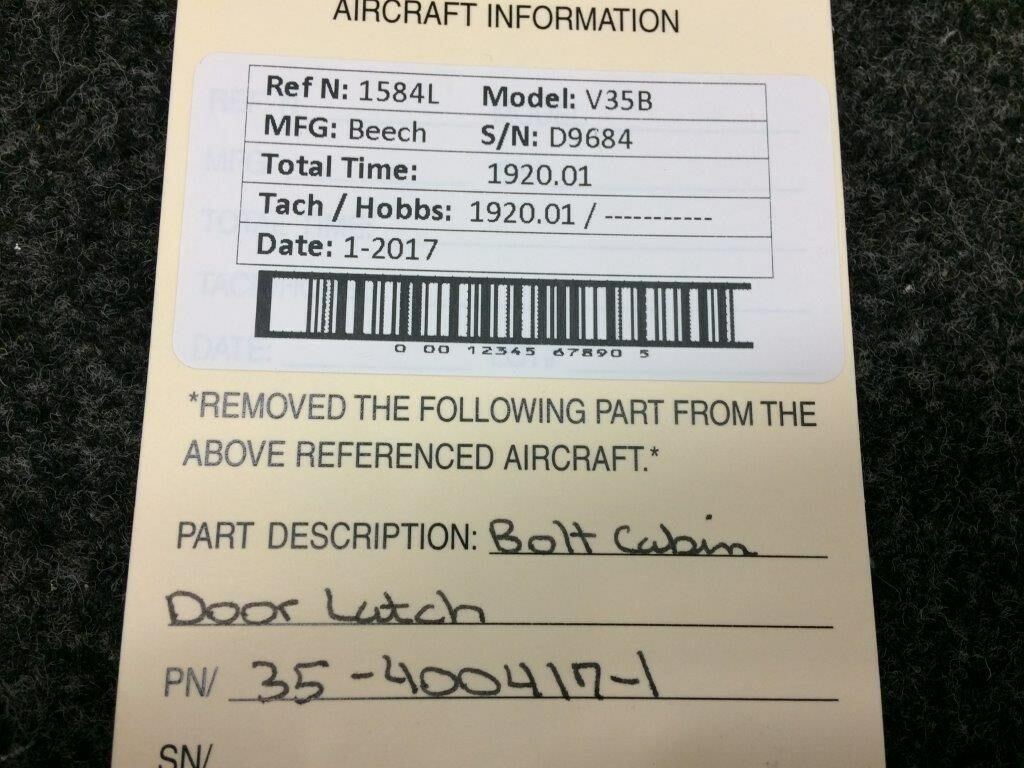 AIRCRAFT INFORMATION
Ref N: 1584L Model: V35B
MFG: Beech S/N: D9684
Total Time: 1920.01
Tach / Hobbs: 1920.01 / -----------
Date: 1-2017
0 00 12345 67890 5
DATE:
*REMOVED THE FOLLOWING PART FROM THE
ABOVE REFERENCED AIRCRAFT.*
PART DESCRIPTION: Bolt Cabin
Door Latch
PN/ 35-400417-1
SN/